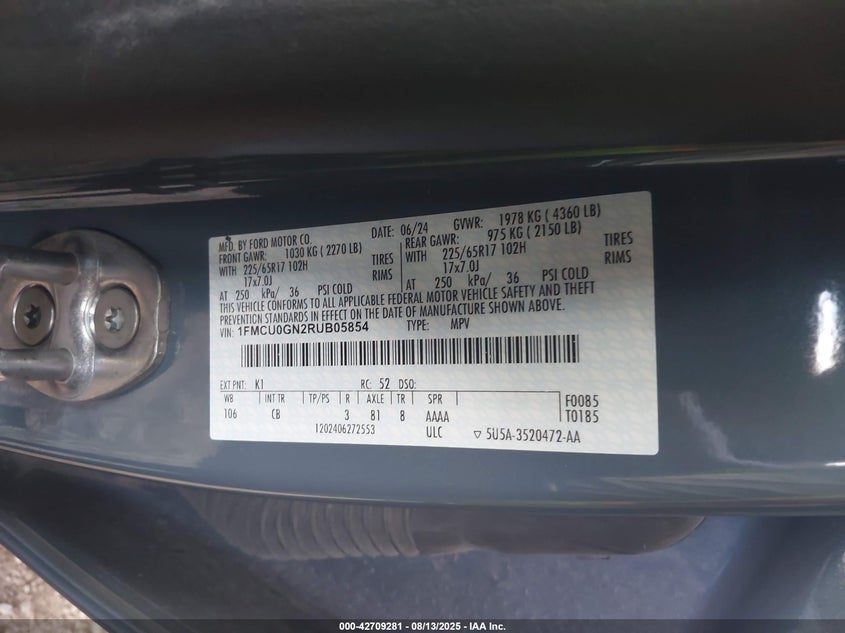 MFD. BY FORD MOTOR CO. DATE: 06/24 GVWR: 1978 KG ( 4360 LB)
FRONT GAWR: 1030 KG ( 2270 LB) REAR GAWR: 975 KG ( 2150 LB)
WITH 225/65R17 102H TIRES WITH 225/65R17 102H TIRES
17x7.0J RIMS 17x7.0J RIMS
AT 250 kPa/ 36 PSI COLD AT 250 kPa/ 36 PSI COLD
THIS VEHICLE CONFORMS TO ALL APPLICABLE FEDERAL MOTOR VEHICLE SAFETY AND THEFT
PREVENTION STANDARDS IN EFFECT ON THE DATE OF MANUFACTURE SHOWN ABOVE.
VIN: 1FMCU0GN2RUB05854 TYPE: MPV
EXT PNT: K1 RC: 52 DSO:
WB INT TR TP/PS R AXLE TR SPR F0085
106 CB 3 81 8 AAAA T0185
1202406272553 ULC ▽ 5U5A-3520472-AA
000-42709281 - 08/13/2025 - IAA Inc.